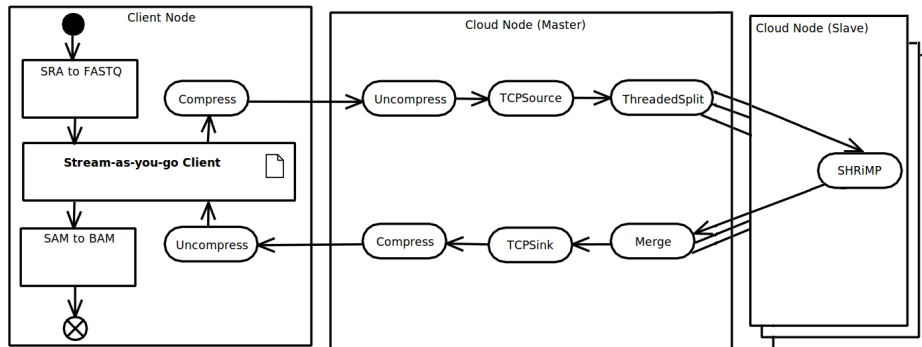 Client Node
SRA to FASTQ
Compress
Stream-as-you-go Client
SAM to BAM
Uncompress
Cloud Node (Master)
Uncompress
TCPSource
ThreadedSplit
Compress
TCPSink
Merge
Cloud Node (Slave)
SHRiMP